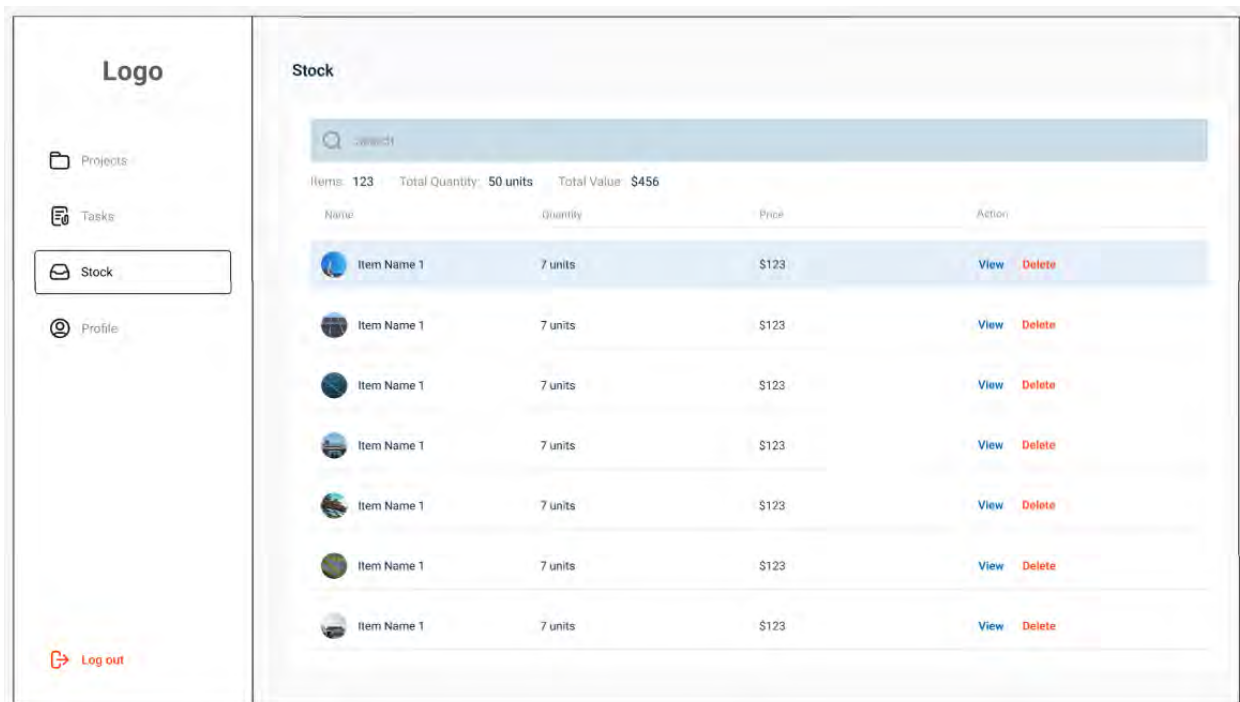 Logo
Projects
Tasks
Stock
Profile
Log out
Stock
Search
Items: 123 Total Quantity: 50 units Total Value: $456
Name Quantity Price Action
Item Name 1 7 units $123 View Delete
Item Name 1 7 units $123 View Delete
Item Name 1 7 units $123 View Delete
Item Name 1 7 units $123 View Delete
Item Name 1 7 units $123 View Delete
Item Name 1 7 units $123 View Delete
Item Name 1 7 units $123 View Delete